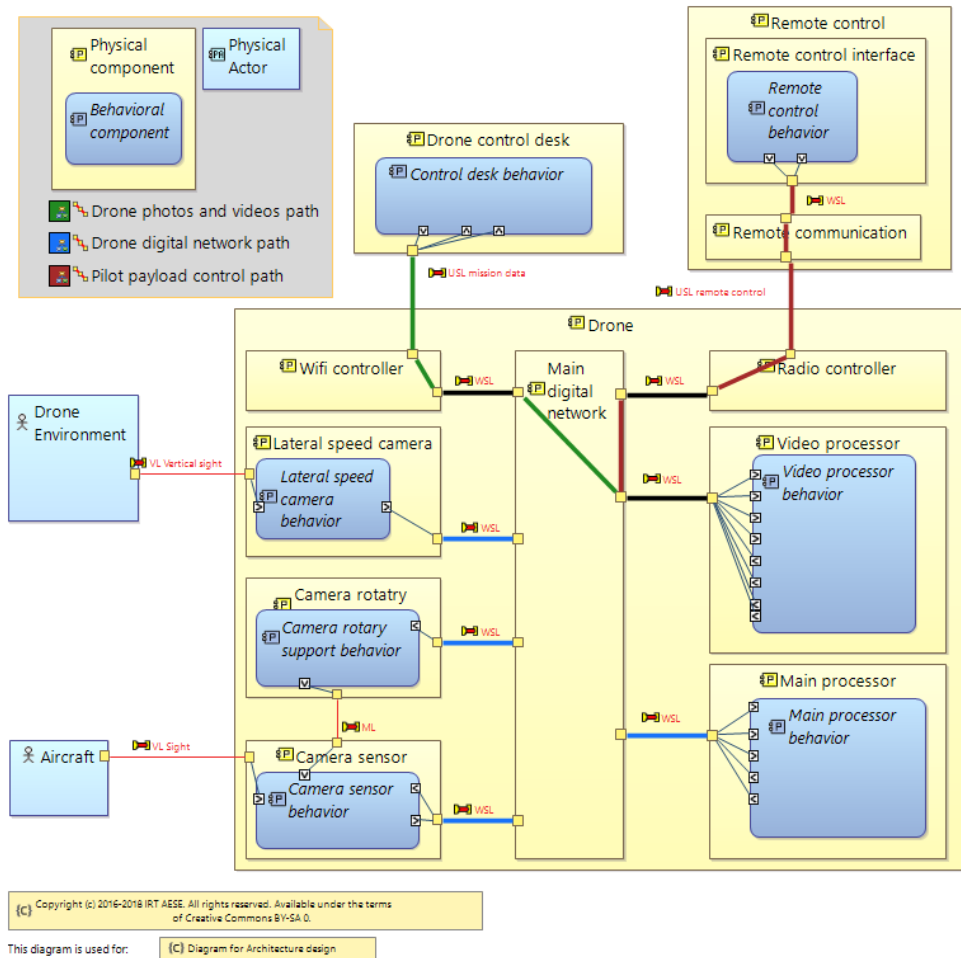 Physical
component
Behavioral
component
Physical
Actor
Drone photos and videos path
Drone digital network path
Pilot payload control path
Remote control
Remote control interface
Remote
control
behavior
WSL
Remote communication
Drone control desk
Control desk behavior
USL mission data
USL remote control
Drone
Wifi controller
WSL
Main
digital
network
WSL
Radio controller
Drone
Environment
VL Vertical sight
Lateral speed camera
Lateral speed
camera
behavior
WSL
WSL
Video processor
Video processor
behavior
Camera rotatry
Camera rotary
support behavior
WSL
ML
Main processor
Main processor
behavior
WSL
Aircraft
VL Sight
Camera sensor
Camera sensor
behavior
WSL
{c} Copyright (c) 2016-2018 IRT AESE. All rights reserved. Available under the terms
of Creative Commons BY-SA 0.
This diagram is used for:
{C} Diagram for Architecture design